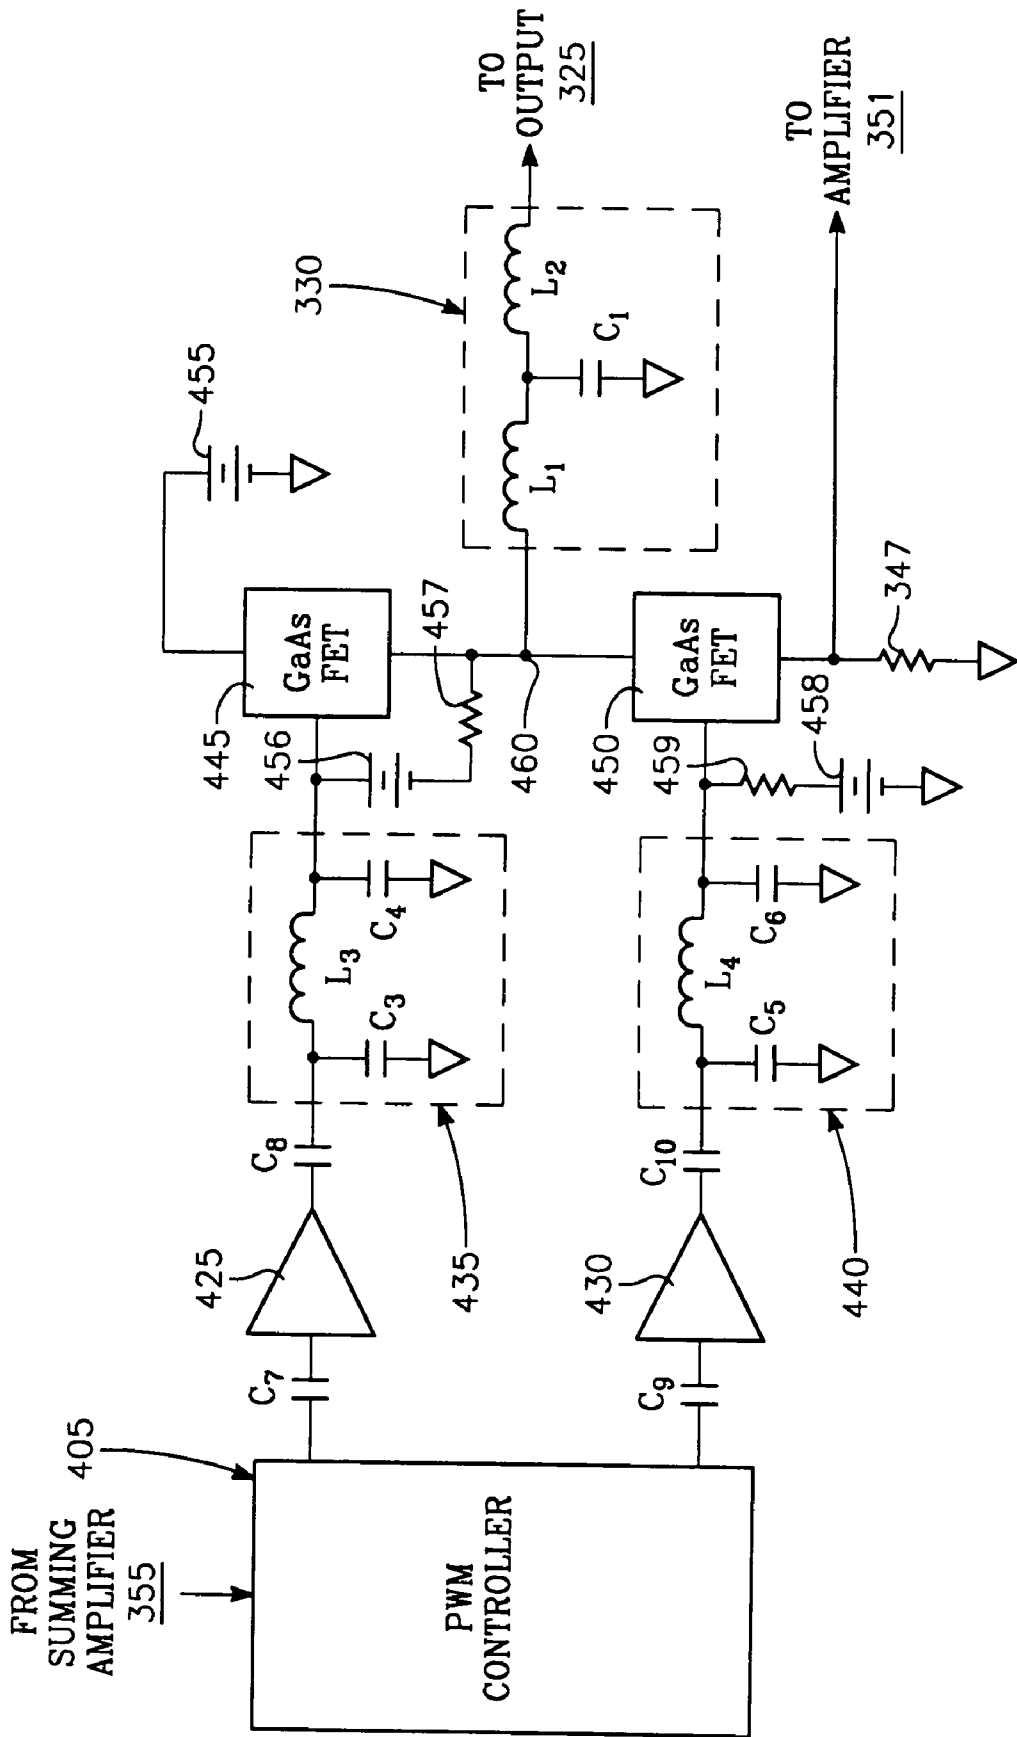 FROM
SUMMING
AMPLIFIER
355
405
PWM
CONTROLLER
C7
425
C8
435
C3
L3
C4
445
GaAs
FET
455
456
457
460
330
L1
L2
C1
TO
OUTPUT
325
C9
430
C10
440
C5
L4
C6
450
GaAs
FET
459
458
347
TO
AMPLIFIER
351